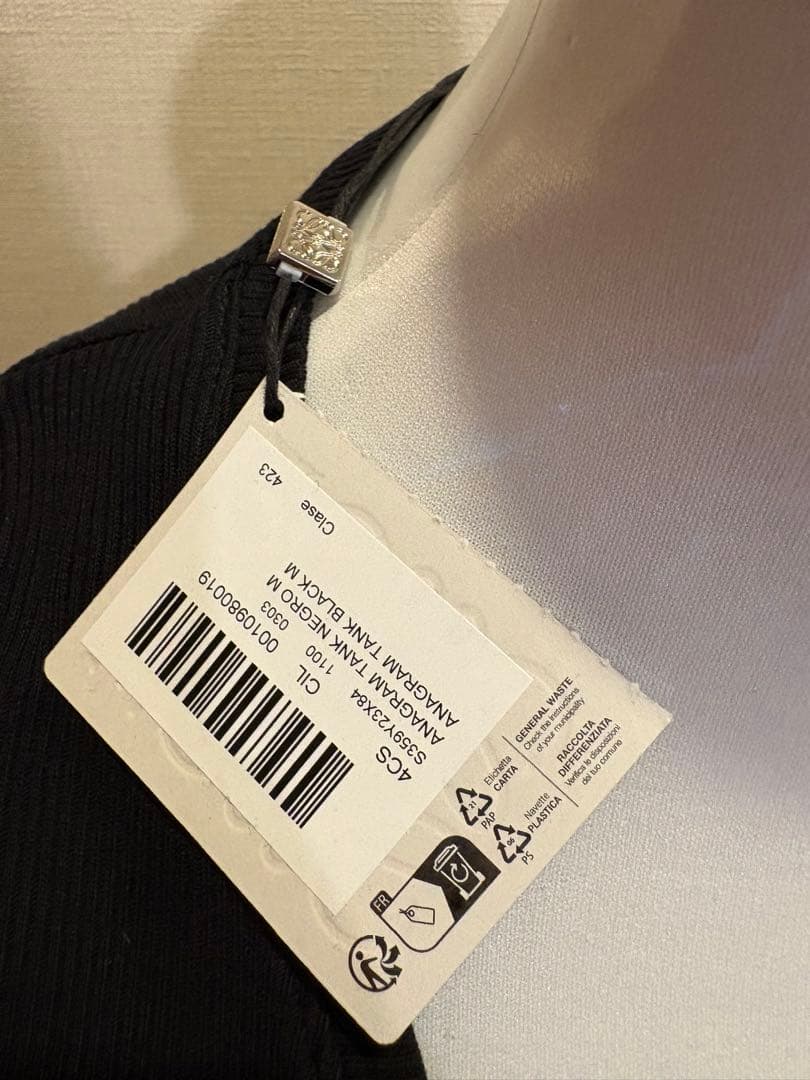 4CS CIL 0010980019
S359Y23X84 1100 0303
ANAGRAM TANK NEGRO M
ANAGRAM TANK BLACK M
Clase 423
FR
21
PAP
Etichetta
CARTA
06
PS
Navette
PLASTICA
GENERAL WASTE
Check the instructions
of your municipality
RACCOLTA
DIFFERENZIATA
Verifica le disposizioni
del tuo comune